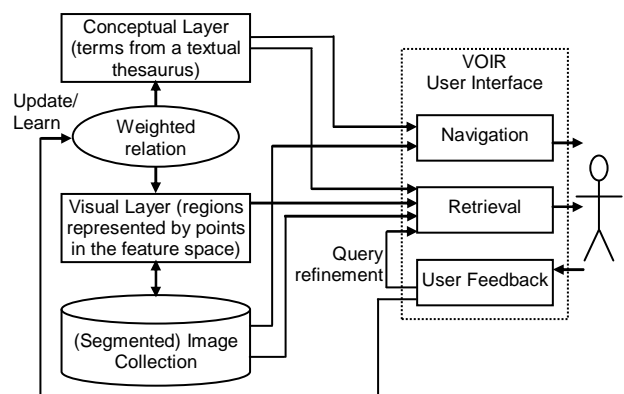 Conceptual Layer
(terms from a textual
thesaurus)
Update/
Learn
Weighted
relation
Visual Layer (regions
represented by points
in the feature space)
(Segmented) Image
Collection
VOIR
User Interface
Navigation
Retrieval
Query
refinement
User Feedback